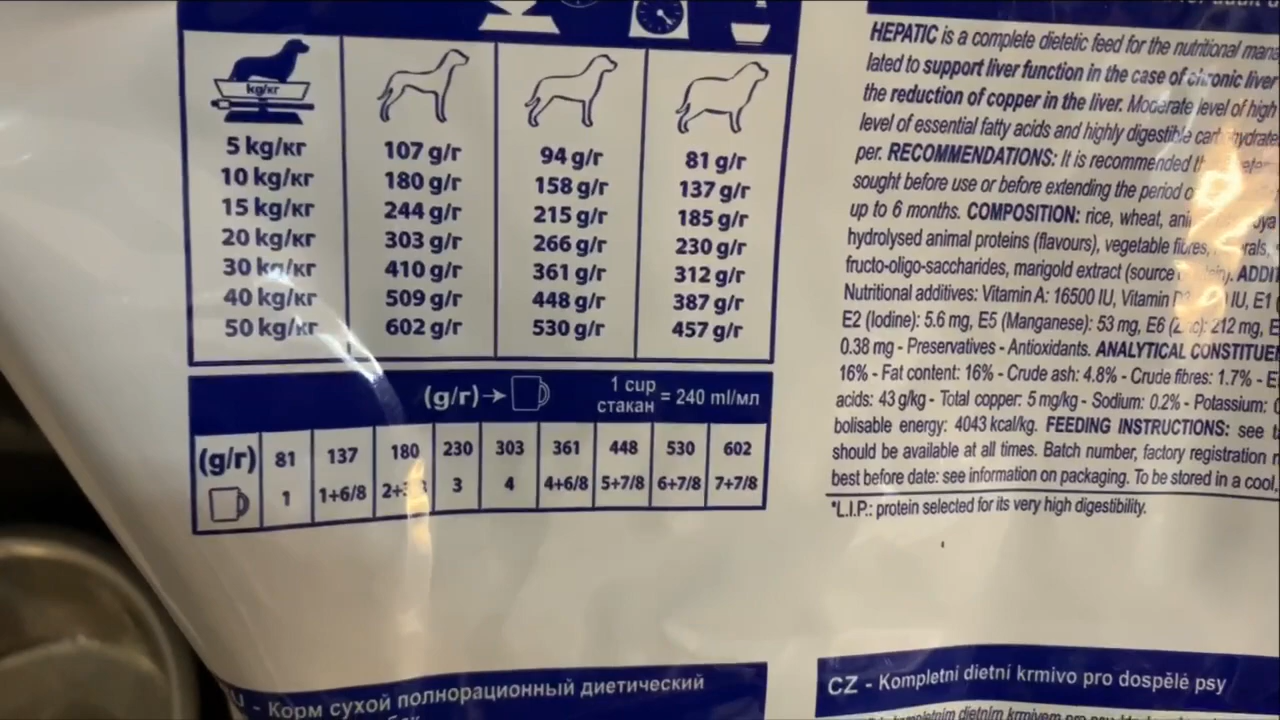 kg/кг
5 kg/кг 107 g/г 94 g/г 81 g/г
10 kg/кг 180 g/г 158 g/г 137 g/г
15 kg/кг 244 g/г 215 g/г 185 g/г
20 kg/кг 303 g/г 266 g/г 230 g/г
30 kg/кг 410 g/г 361 g/г 312 g/г
40 kg/кг 509 g/г 448 g/г 387 g/г
50 kg/кг 602 g/г 530 g/г 457 g/г
(g/г)→ 1 cup стакан = 240 ml/мл
(g/г) 81 137 180 230 303 361 448 530 602
1 1+6/8 3 4 4+6/8 5+7/8 6+7/8 7+7/8
HEPATIC is a complete dietetic feed for the nutritional
lated to support liver function in the case of chronic liver
the reduction of copper in the liver. Moderate level of high
level of essential fatty acids and highly digestible
per. RECOMMENDATIONS: It is recommended
sought before use or before extending the period
up to 6 months. COMPOSITION: rice, wheat,
hydrolysed animal proteins (flavours), vegetable fibres,
fructo-oligo-saccharides, marigold extract (source
Nutritional additives: Vitamin A: 16500 IU, Vitamin IU, E1
E2 (Iodine): 5.6 mg, E5 (Manganese): 53 mg, E6 (Zinc): 212 mg,
0.38 mg - Preservatives - Antioxidants. ANALYTICAL
16% - Fat content: 16% - Crude ash: 4.8% - Crude fibres: 1.7% -
acids: 43 g/kg - Total copper: 5 mg/kg - Sodium: 0.2% - Potassium:
bolisable energy: 4043 kcal/kg. FEEDING INSTRUCTIONS: see
should be available at all times. Batch number, factory registration
best before date: see information on packaging. To be stored in a cool,
*L.I.P.: protein selected for its very high digestibility.
- Корм сухой полнорационный диетический
CZ - Kompletní dietní krmivo pro dospělé psy